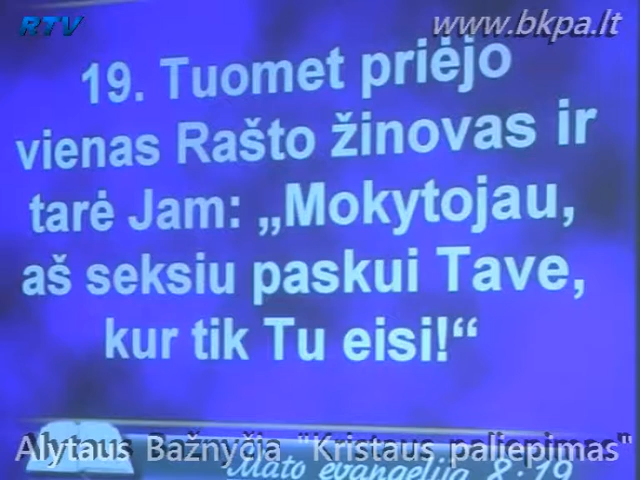 RTV
www.bkpa.lt
19. Tuomet priėjo
vienas Rašto žinovas ir
tarė Jam: „Mokytojau,
aš seksiu paskui Tave,
kur tik Tu eisi!“
Alytaus Bažnyčia "Kristaus paliepimas"
Mato evangelija 8:19